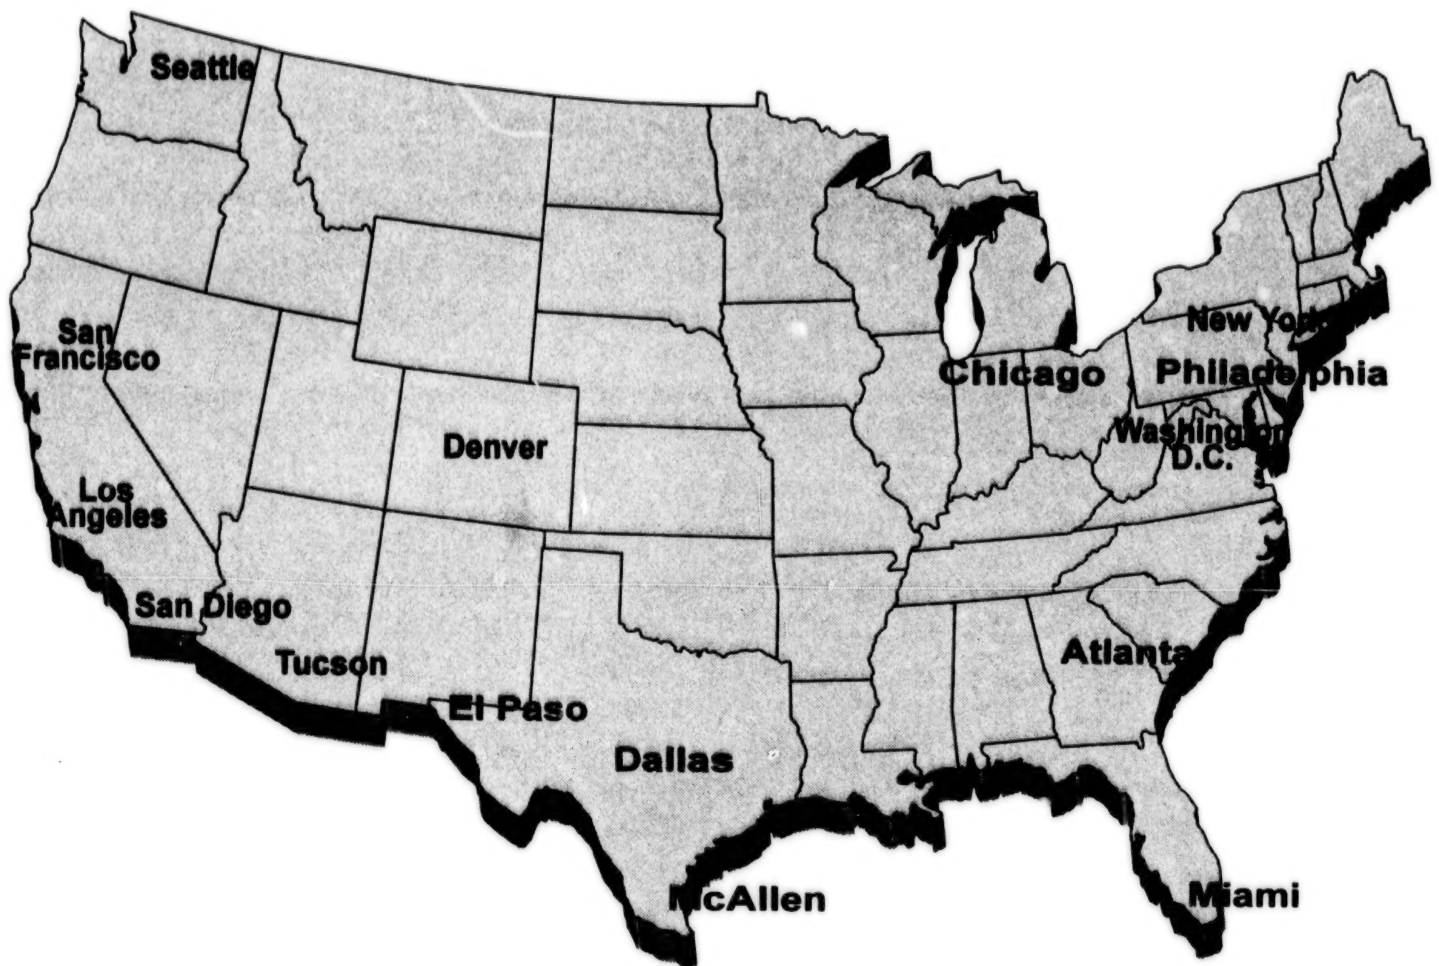 Seattle
San
Francisco
New York
Chicago
Philadelphia
Washington
D.C.
Denver
Los
Angeles
San Diego
Tucson
Atlanta
El Paso
Dallas
McAllen
Miami